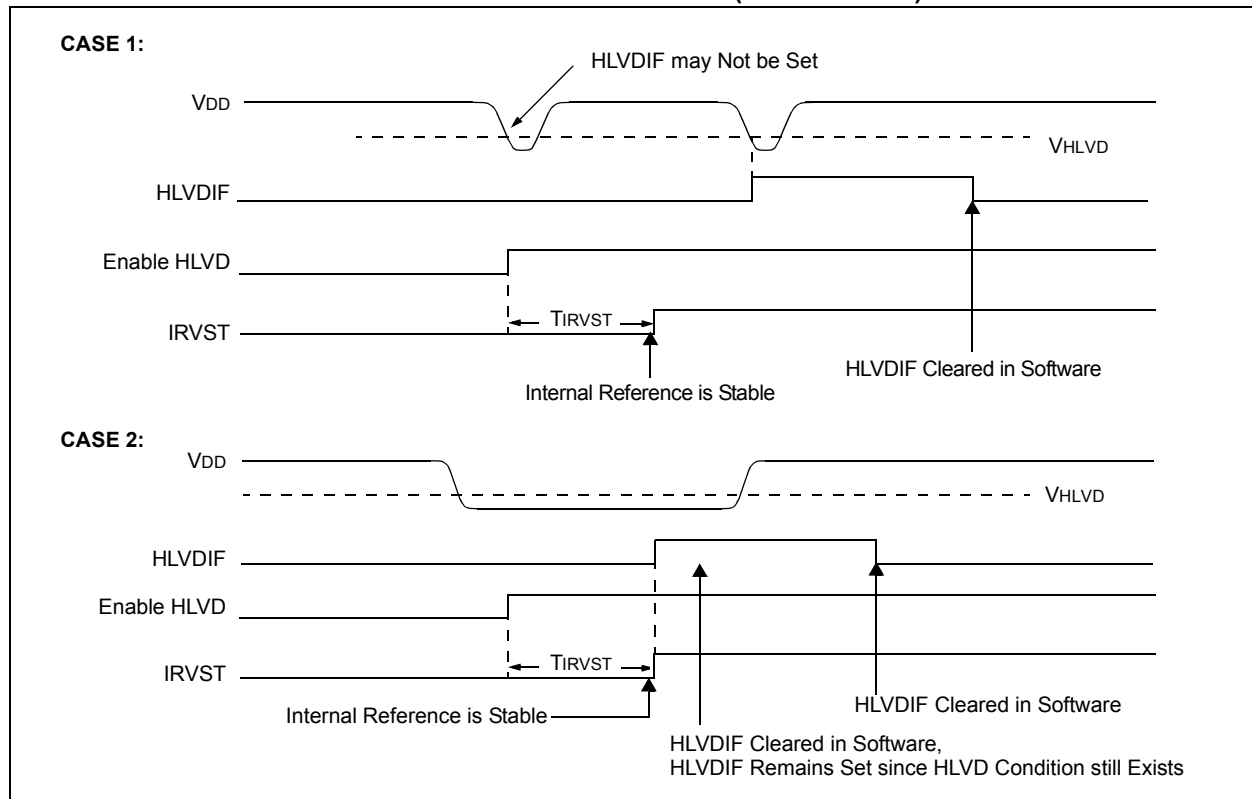 CASE 1:
HLVDIF may Not be Set
VDD
VHLVD
HLVDIF
Enable HLVD
TIRVST
IRVST
HLVDIF Cleared in Software
Internal Reference is Stable
CASE 2:
VDD
VHLVD
HLVDIF
Enable HLVD
TIRVST
IRVST
HLVDIF Cleared in Software
Internal Reference is Stable
HLVDIF Cleared in Software,
HLVDIF Remains Set since HLVD Condition still Exists